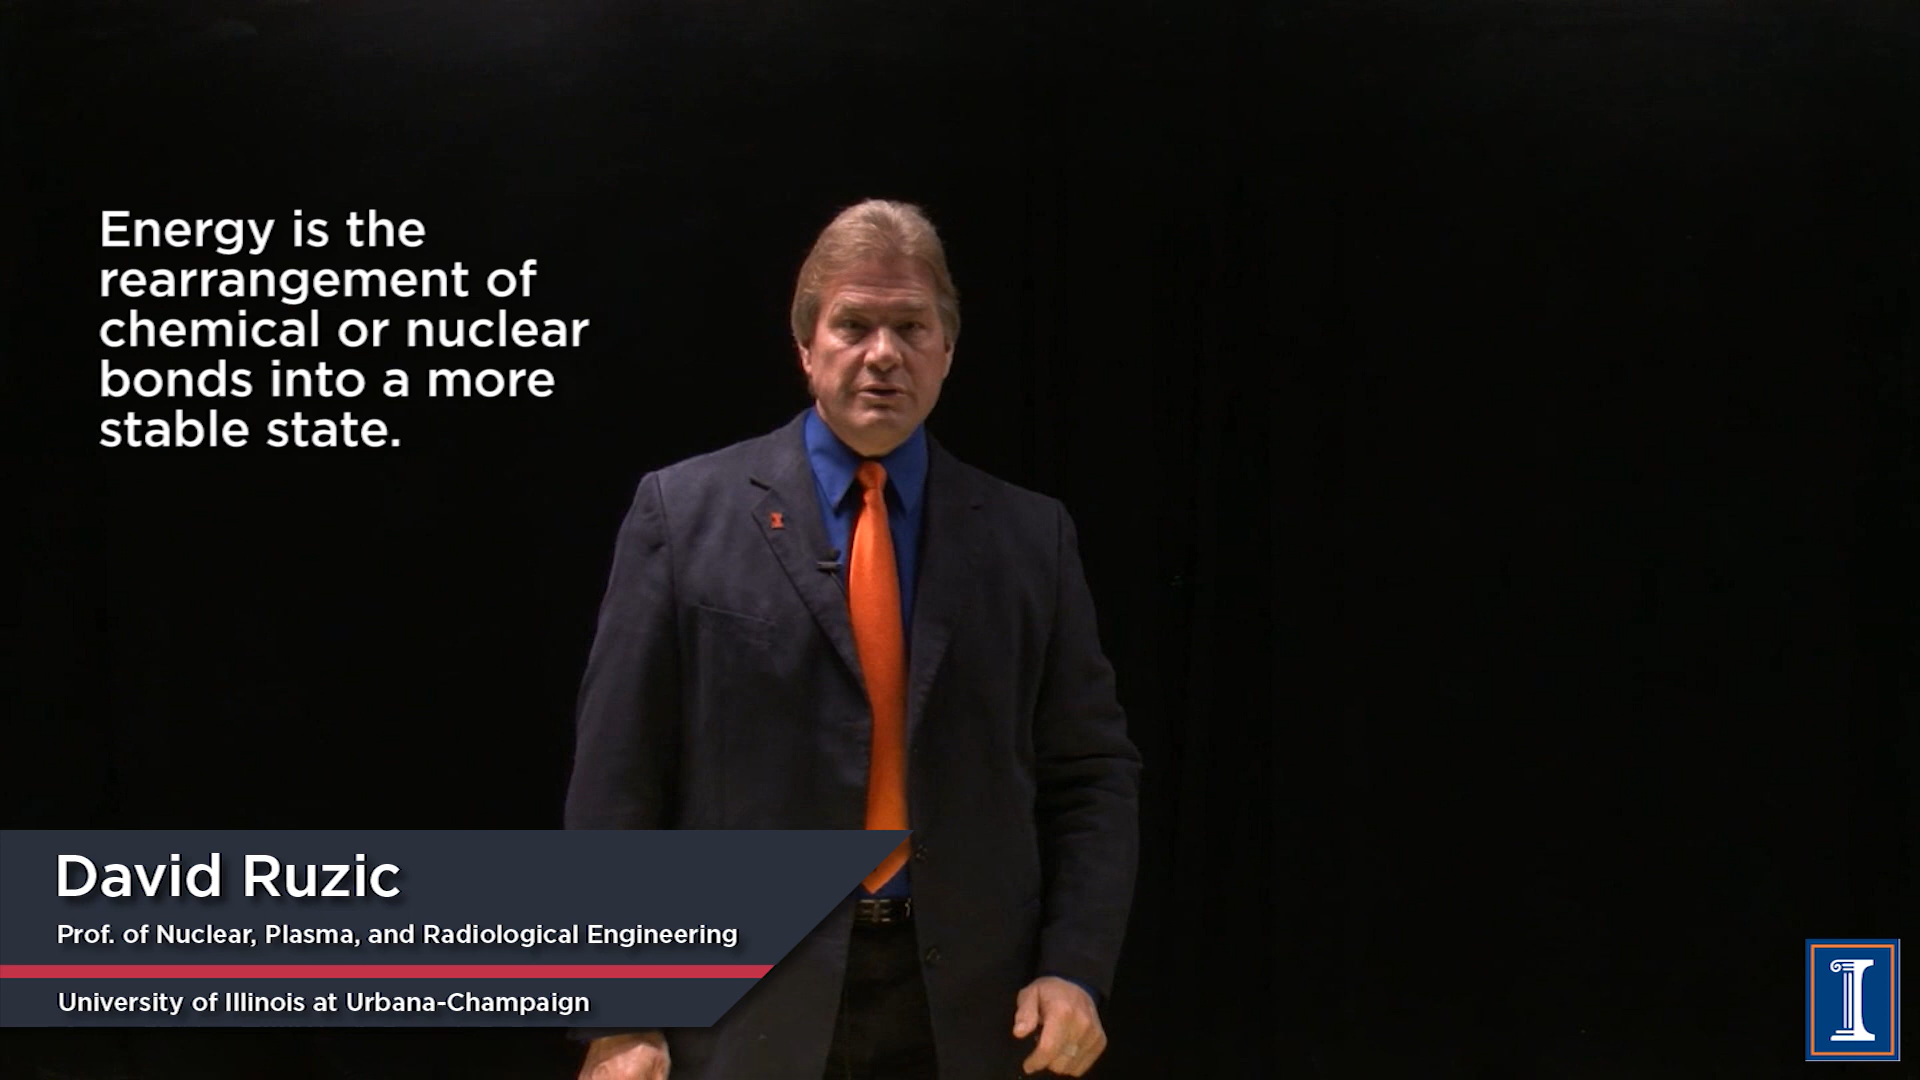 Energy is the
rearrangement of
chemical or nuclear
bonds into a more
stable state.
David Ruzic
Prof. of Nuclear, Plasma, and Radiological Engineering
University of Illinois at Urbana-Champaign
I